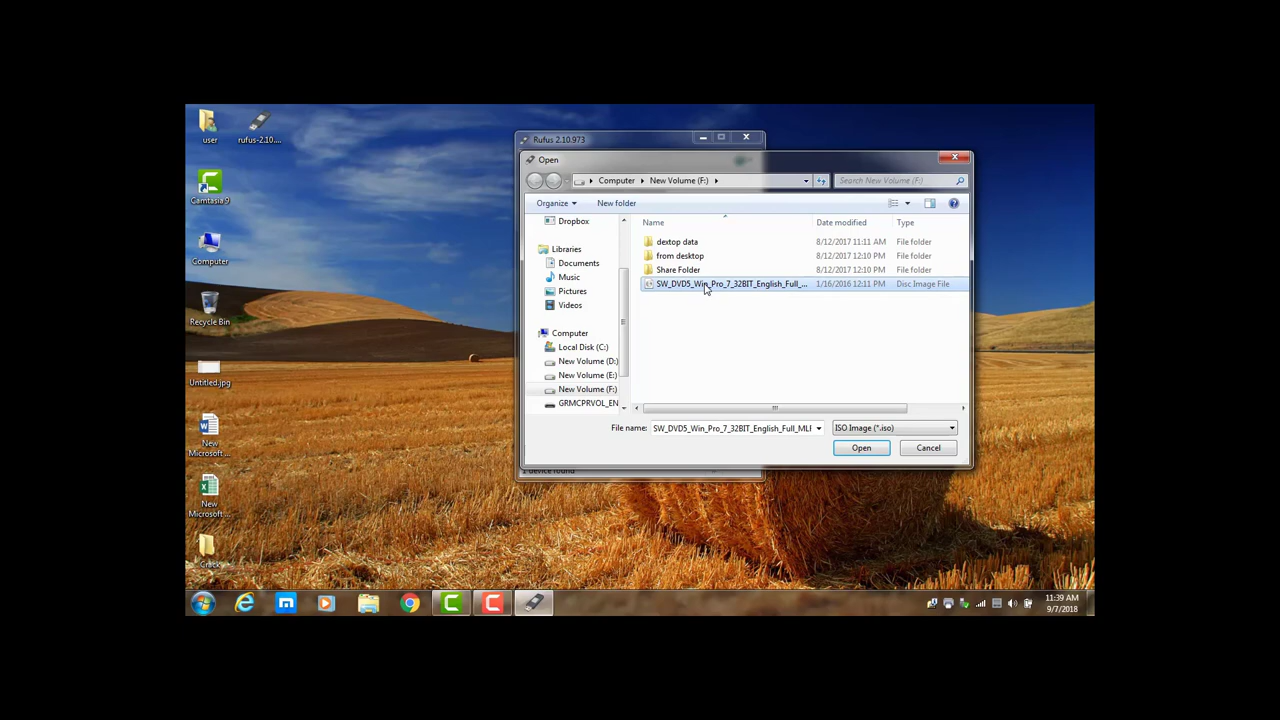 user
rufus-2.10....
Camtasia 9
Computer
Recycle Bin
Untitled.jpg
New
Microsoft ...
New
Microsoft ...
Crack
Rufus 2.10.973
Open
Computer
New Volume (F:)
Search New Volume (F:)
Organize
New folder
Name
Date modified
Type
Dropbox
Libraries
Documents
Music
Pictures
Videos
Computer
Local Disk (C:)
New Volume (D:)
New Volume (E:)
New Volume (F:)
GRMCPRVOL_EN
dextop data 8/12/2017 11:11 AM File folder
from desktop 8/12/2017 12:10 PM File folder
Share Folder 8/12/2017 12:10 PM File folder
SW_DVD5_Win_Pro_7_32BIT_English_Full_... 1/16/2016 12:11 PM Disc Image File
File name: SW_DVD5_Win_Pro_7_32BIT_English_Full_MLF
ISO Image (*.iso)
Open
Cancel
1 device found
11:39 AM
9/7/2018